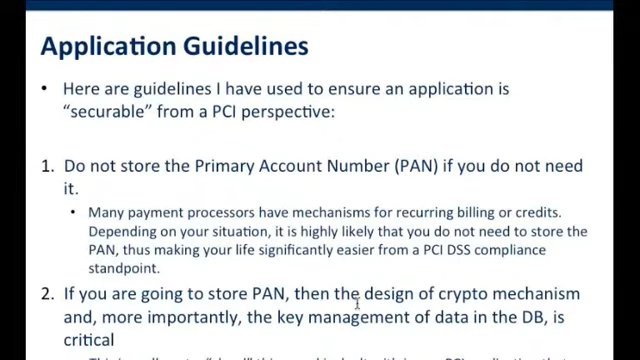 Application Guidelines
• Here are guidelines I have used to ensure an application is
“securable” from a PCI perspective:
1. Do not store the Primary Account Number (PAN) if you do not need
it.
• Many payment processors have mechanisms for recurring billing or credits.
Depending on your situation, it is highly likely that you do not need to store the
PAN, thus making your life significantly easier from a PCI DSS compliance
standpoint.
2. If you are going to store PAN, then the design of crypto mechanism
and, more importantly, the key management of data in the DB, is
critical